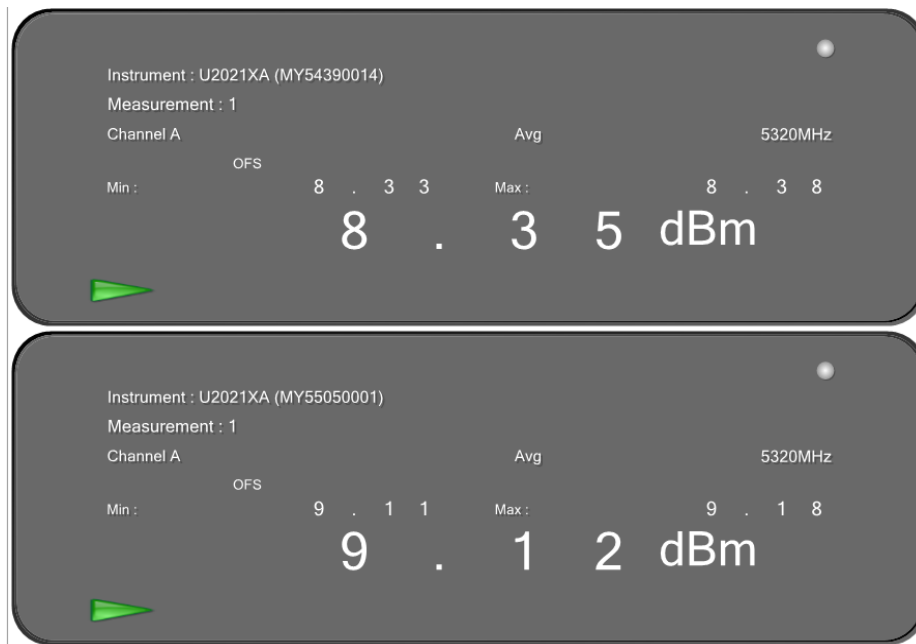 Instrument : U2021XA (MY54390014)
Measurement : 1
Channel A Avg 5320MHz
OFS
Min : 8 . 3 3 Max : 8 . 3 8
8 . 3 5 dBm
Instrument : U2021XA (MY55050001)
Measurement : 1
Channel A Avg 5320MHz
OFS
Min : 9 . 1 1 Max : 9 . 1 8
9 . 1 2 dBm